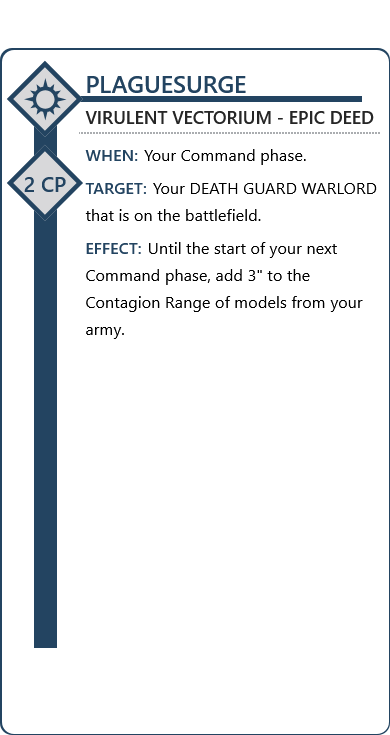 PLAGUESURGE
VIRULENT VECTORIUM - EPIC DEED
2 CP
WHEN: Your Command phase.
TARGET: Your DEATH GUARD WARLORD
that is on the battlefield.
EFFECT: Until the start of your next
Command phase, add 3" to the
Contagion Range of models from your
army.